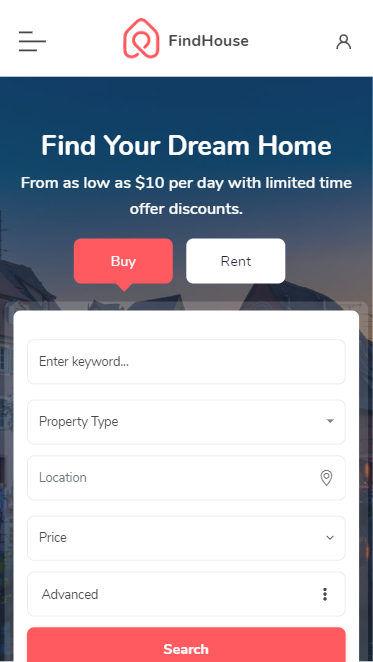 FindHouse
Find Your Dream Home
From as low as $10 per day with limited time
offer discounts.
Buy
Rent
Enter keyword...
Property Type
Location
Price
Advanced
Search